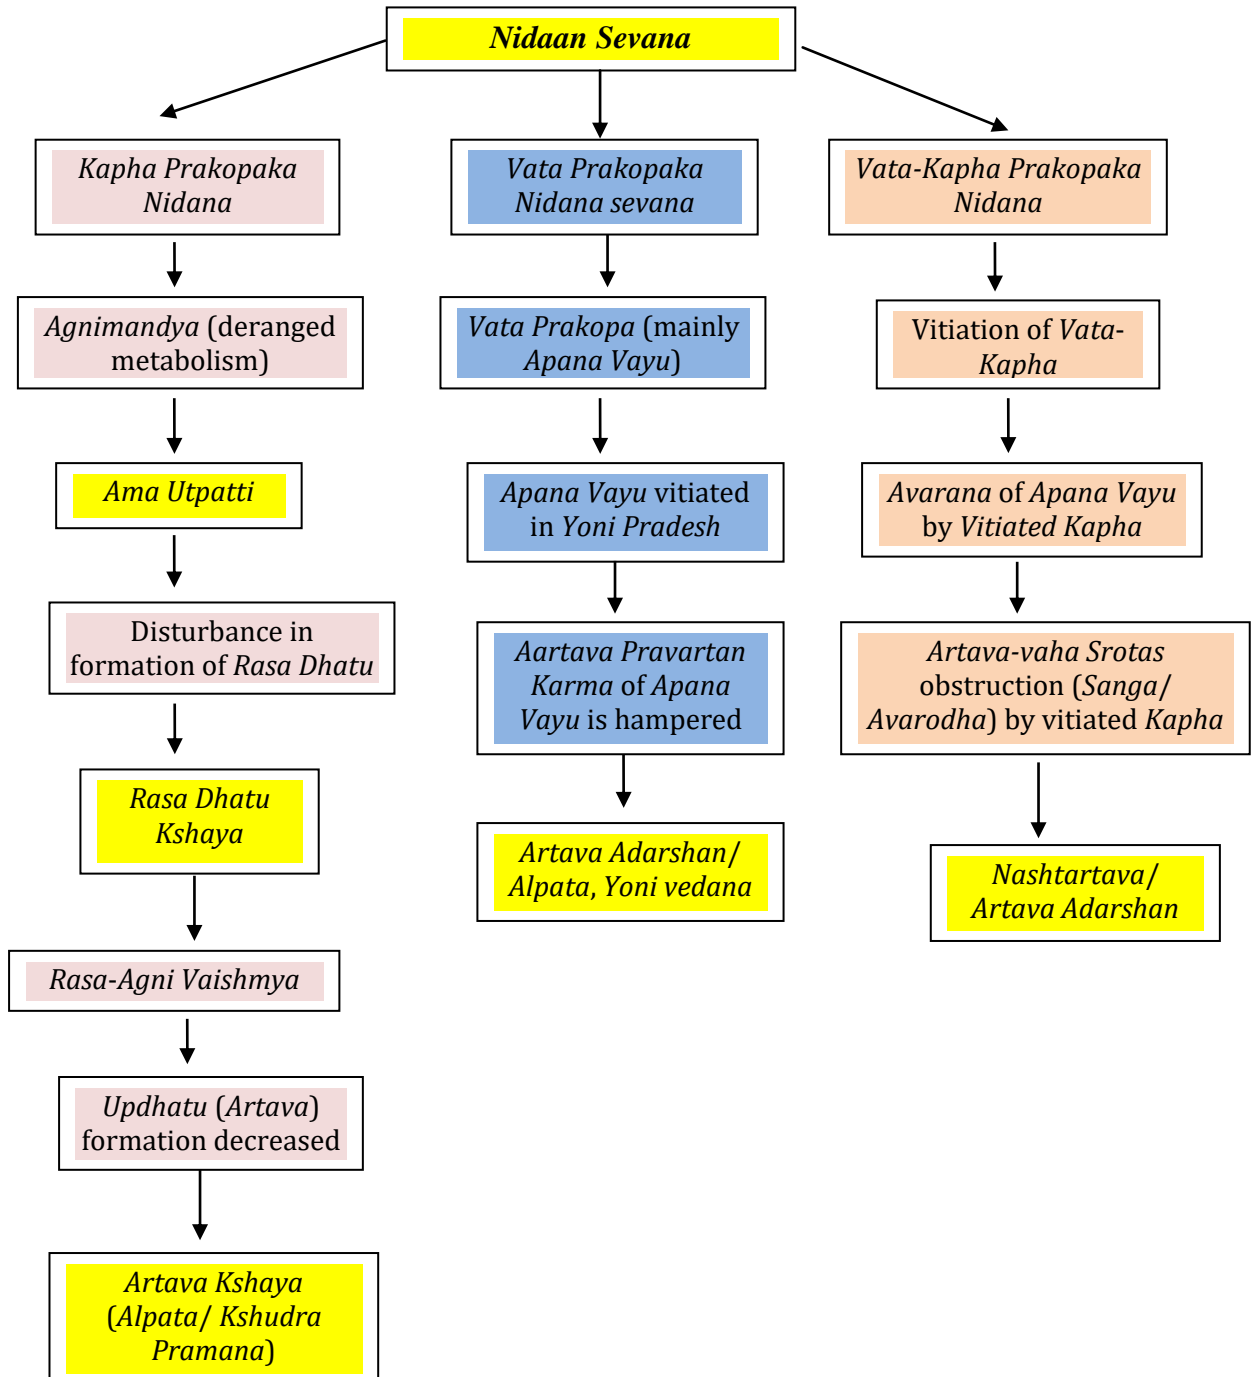 Nidaan Sevana
Kapha Prakopaka
Nidana
Vata Prakopaka
Nidana sevana
Vata-Kapha Prakopaka
Nidana
Agnimandya (deranged
metabolism)
Vata Prakopa (mainly
Apana Vayu)
Vitiation of Vata-
Kapha
Ama Utpatti
Apana Vayu vitiated
in Yoni Pradesh
Avarana of Apana Vayu
by Vitiated Kapha
Disturbance in
formation of Rasa Dhatu
Aartava Pravartan
Karma of Apana
Vayu is hampered
Artava-vaha Srotas
obstruction (Sanga/
Avarodha) by vitiated Kapha
Rasa Dhatu
Kshaya
Artava Adarshan/
Alpata, Yoni vedana
Nashtartava/
Artava Adarshan
Rasa-Agni Vaishmya
Updhatu (Artava)
formation decreased
Artava Kshaya
(Alpata/ Kshudra
Pramana)